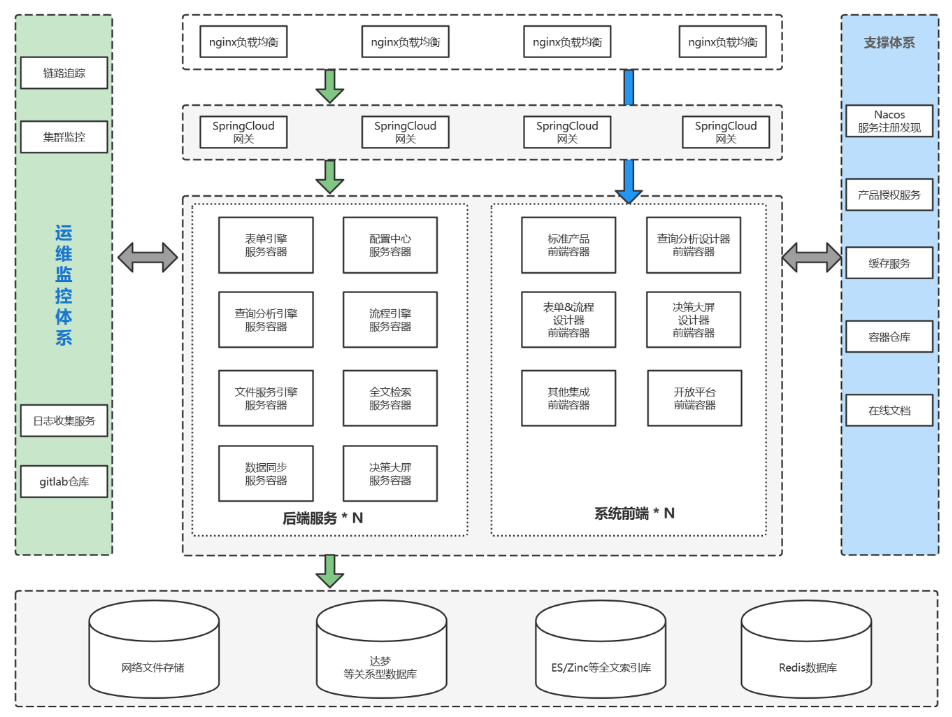 链路追踪
集群监控
运
维
监
控
体
系
日志收集服务
gitlab仓库
nginx负载均衡
nginx负载均衡
nginx负载均衡
nginx负载均衡
SpringCloud
网关
SpringCloud
网关
SpringCloud
网关
SpringCloud
网关
表单引擎
服务容器
配置中心
服务容器
查询分析引擎
服务容器
流程引擎
服务容器
文件服务引擎
服务容器
全文检索
服务容器
数据同步
服务容器
决策大屏
服务容器
后端服务 * N
标准产品
前端容器
查询分析设计器
前端容器
表单&流程
设计器
前端容器
决策大屏
设计器
前端容器
其他集成
前端容器
开放平台
前端容器
系统前端 * N
支撑体系
Nacos
服务注册发现
产品授权服务
缓存服务
容器仓库
在线文档
网络文件存储
达梦
等关系型数据库
ES/Zinc等全文索引库
Redis数据库